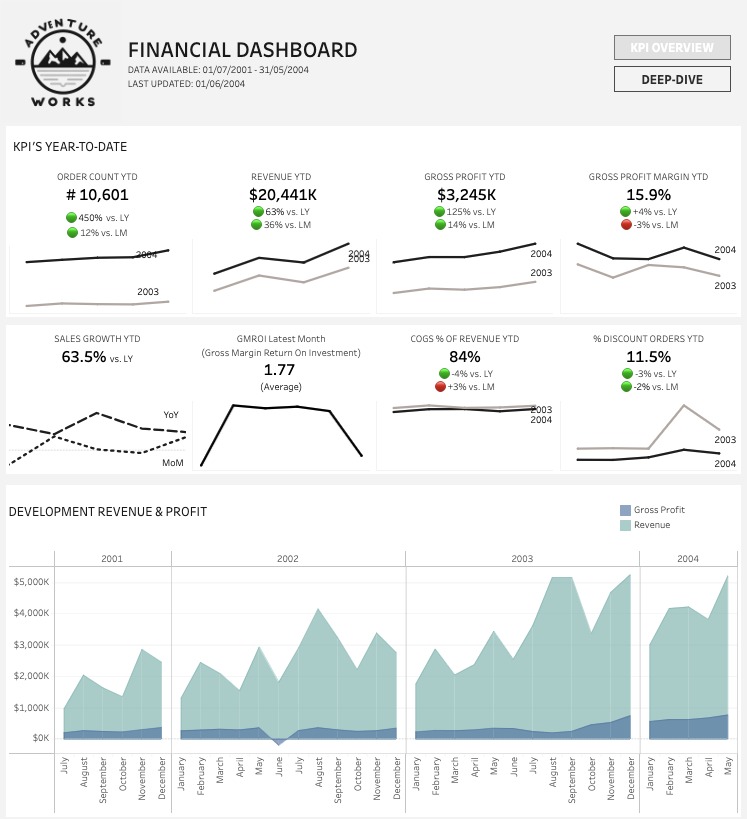 ADVENTURE
WORKS
FINANCIAL DASHBOARD
DATA AVAILABLE: 01/07/2001 - 31/05/2004
LAST UPDATED: 01/06/2004
KPI OVERVIEW
DEEP-DIVE
KPI'S YEAR-TO-DATE
ORDER COUNT YTD
# 10,601
450% vs. LY
12% vs. LM
2004
2003
REVENUE YTD
$20,441K
63% vs. LY
36% vs. LM
2004
2003
GROSS PROFIT YTD
$3,245K
125% vs. LY
14% vs. LM
2004
2003
GROSS PROFIT MARGIN YTD
15.9%
+4% vs. LY
-3% vs. LM
2004
2003
SALES GROWTH YTD
63.5% vs. LY
YoY
MoM
GMROI Latest Month
(Gross Margin Return On Investment)
1.77
(Average)
COGS % OF REVENUE YTD
84%
-4% vs. LY
+3% vs. LM
2003
2004
% DISCOUNT ORDERS YTD
11.5%
-3% vs. LY
-2% vs. LM
2003
2004
DEVELOPMENT REVENUE & PROFIT
Gross Profit
Revenue
2001 2002 2003 2004
$5,000K
$4,000K
$3,000K
$2,000K
$1,000K
$0K
July August September October November December January February March April May June July August September October November December January February March April May June July August September October November December January February March April May